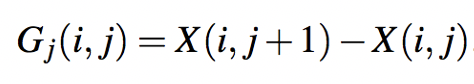 G_j(i,j) = X(i,j+1) − X(i,j)